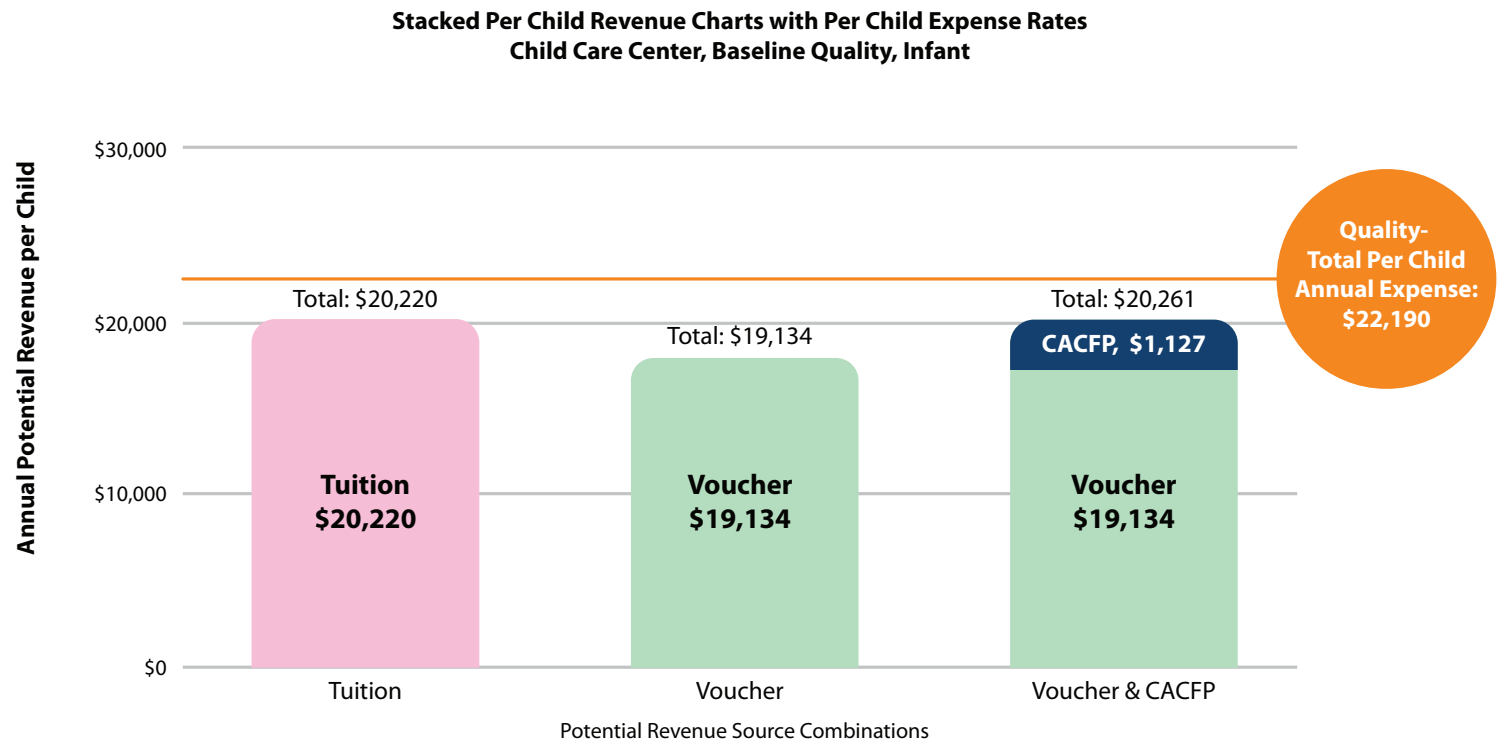 Stacked Per Child Revenue Charts with Per Child Expense Rates
Child Care Center, Baseline Quality, Infant
Annual Potential Revenue per Child
$30,000
$20,000
$10,000
$0
Total: $20,220
Tuition
$20,220
Total: $19,134
Voucher
$19,134
Total: $20,261
CACFP, $1,127
Voucher
$19,134
Quality-
Total Per Child
Annual Expense:
$22,190
Tuition
Voucher
Voucher & CACFP
Potential Revenue Source Combinations